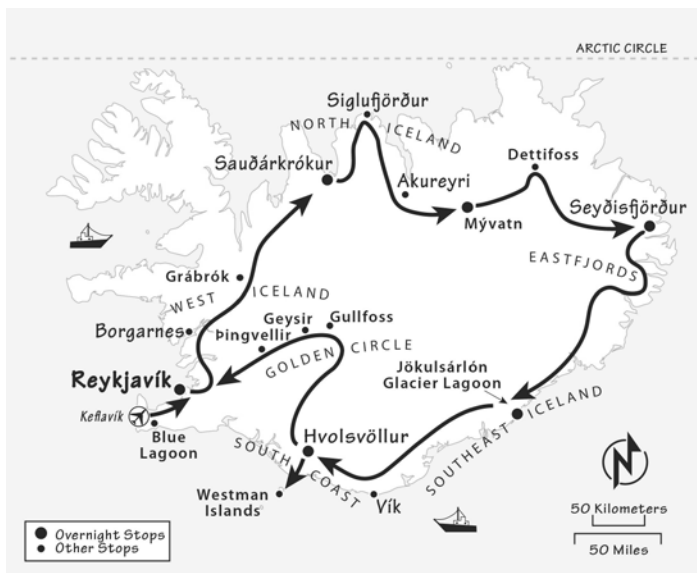 ARCTIC CIRCLE
Siglufjörður
NORTH ICELAND
Sauðárkrókur
Dettifoss
Akureyri
Mývatn
Seyðisfjörður
EASTFJORDS
Grábrók
WEST ICELAND
Borgarnes
Geysir
Gullfoss
Þingvellir
GOLDEN CIRCLE
Reykjavík
Jökulsárlón
Glacier Lagoon
Keflavík
Blue
Lagoon
Hvolsvöllur
SOUTH COAST
SOUTHEAST ICELAND
Westman
Islands
Vík
N
50 Kilometers
50 Miles
Overnight Stops
Other Stops